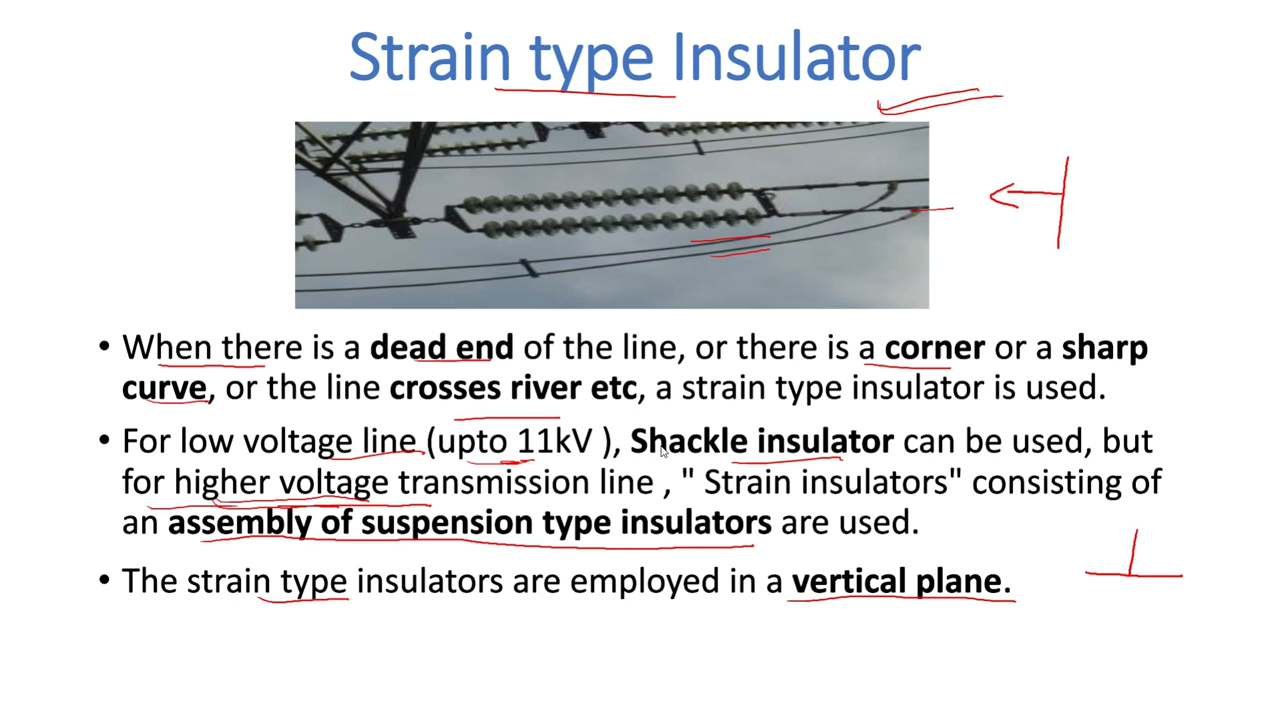 Strain type Insulator
• When there is a dead end of the line, or there is a corner or a sharp
curve, or the line crosses river etc, a strain type insulator is used.
• For low voltage line (upto 11kV ), Shackle insulator can be used, but
for higher voltage transmission line , " Strain insulators" consisting of
an assembly of suspension type insulators are used.
• The strain type insulators are employed in a vertical plane.